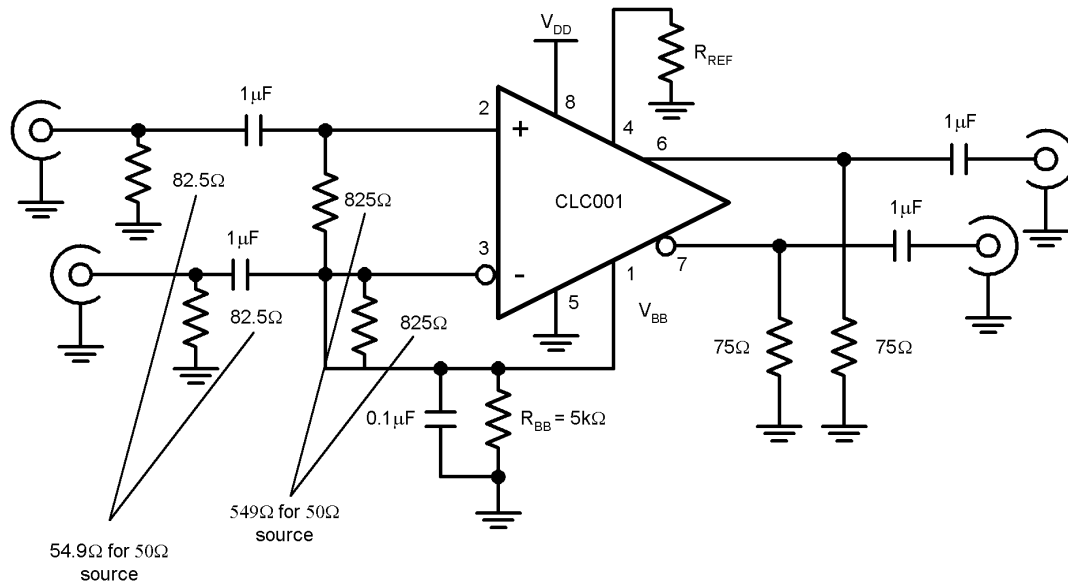 V_DD
R_REF
1µF
2
8
4
6
1µF
+
82.5Ω
825Ω
CLC001
1µF
3
1µF
-
7
5
1
82.5Ω
825Ω
V_BB
75Ω
75Ω
0.1µF
R_BB = 5kΩ
549Ω for 50Ω
source
54.9Ω for 50Ω
source